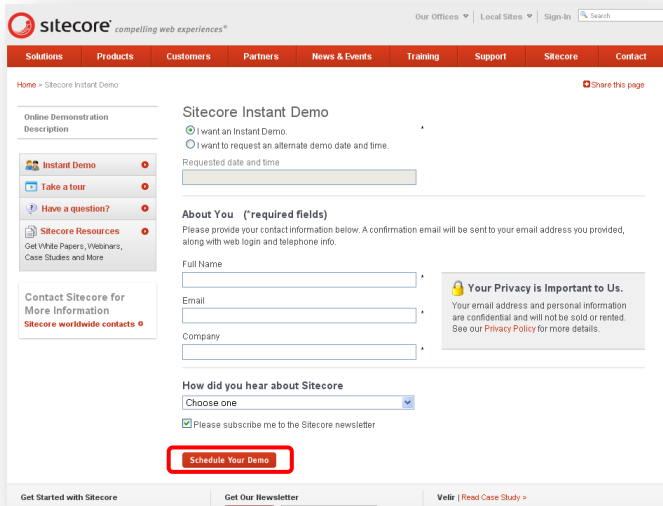 sitecore® compelling web experiences®
Our Offices
Local Sites
Sign-In
Search
Solutions
Products
Customers
Partners
News & Events
Training
Support
Sitecore
Contact
Home > Sitecore Instant Demo
Share this page
Online Demonstration
Description
Instant Demo
Take a tour
Have a question?
Sitecore Resources
Get White Papers, Webinars,
Case Studies and More
Contact Sitecore for
More Information
Sitecore worldwide contacts
Sitecore Instant Demo
I want an Instant Demo. *
I want to request an alternate demo date and time.
Requested date and time
About You (*required fields)
Please provide your contact information below. A confirmation email will be sent to your email address you provided,
along with web login and telephone info.
Full Name
*
Email
*
Company
*
Your Privacy is Important to Us.
Your email address and personal information
are confidential and will not be sold or rented.
See our Privacy Policy for more details.
How did you hear about Sitecore
Choose one
Please subscribe me to the Sitecore newsletter
Schedule Your Demo
Get Started with Sitecore
Get Our Newsletter
Velir | Read Case Study >